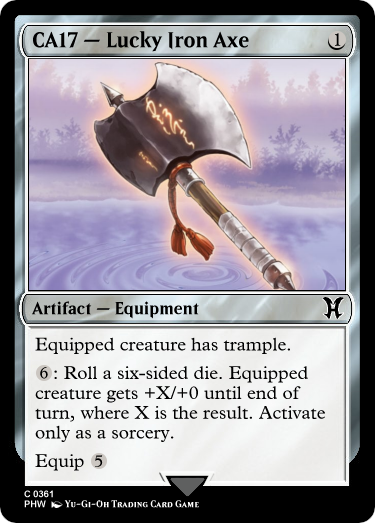 CA17 — Lucky Iron Axe 1
Artifact — Equipment
Equipped creature has trample.
6: Roll a six-sided die. Equipped
creature gets +X/+0 until end of
turn, where X is the result. Activate
only as a sorcery.
Equip 5
C 0361
PHW Yu-Gi-Oh Trading Card Game